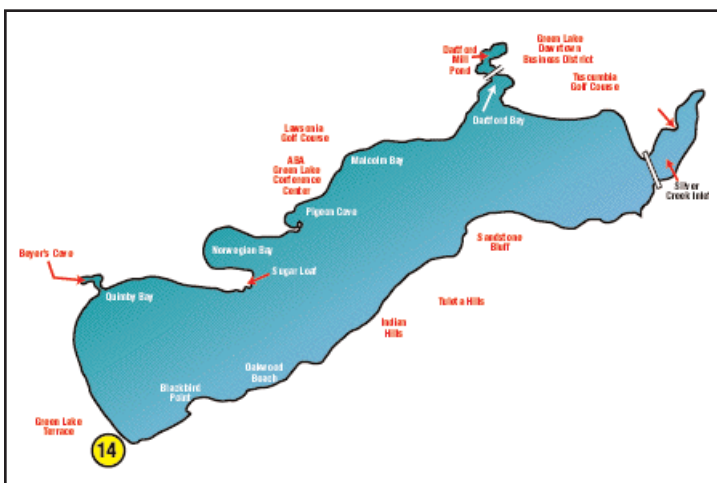 Green Lake
Downtown
Business District
Dartford
Mill
Pond
Tuscumbia
Golf Course
Dartford Bay
Lawsonia
Golf Course
Malcolm Bay
ABA
Green Lake
Conference
Center
Silver
Creek Inlet
Pigeon Cove
Sandstone
Bluff
Norwegian Bay
Beyer's Cove
Sugar Loaf
Quimby Bay
Tuleta Hills
Indian
Hills
Oakwood
Beach
Blackbird
Point
Green Lake
Terrace
14